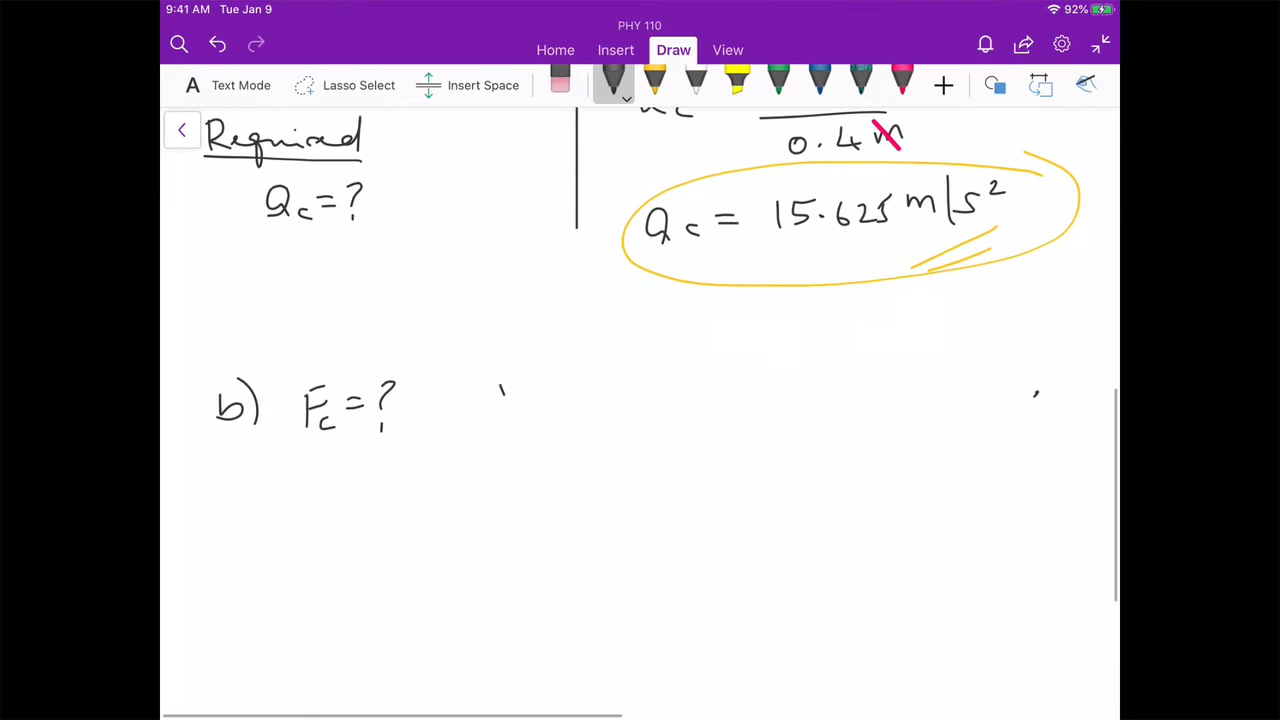 9:41 AM Tue Jan 9
92%
PHY 110
Home Insert Draw View
A Text Mode Lasso Select Insert Space
Required
0.4 m
Qc = ?
Qc = 15.625 m/s²
b) Fc = ?